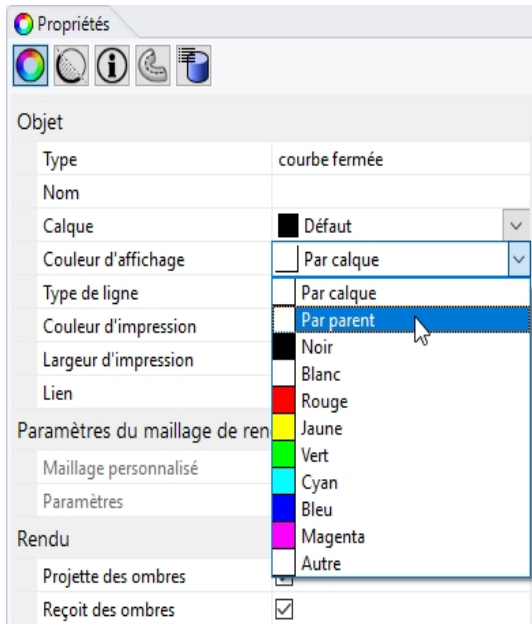 Propriétés
Objet
Type courbe fermée
Nom
Calque Défaut
Couleur d'affichage Par calque
Type de ligne Par calque
Couleur d'impression Par parent
Noir
Largeur d'impression
Blanc
Lien Rouge
Paramètres du maillage de ren
Jaune
Vert
Maillage personnalisé
Cyan
Paramètres Bleu
Rendu Magenta
Autre
Projette des ombres
Reçoit des ombres